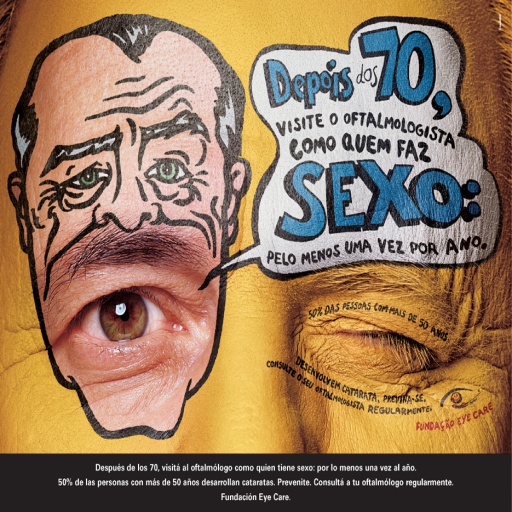 Depois dos 70,
VISITE O OFTALMOLOGISTA
COMO QUEM FAZ
SEXO:
PELO MENOS UMA VEZ POR ANO.
50% DAS PESSOAS COM MAIS DE 50 ANOS
DESENVOLVEM CATARATA, PREVINA-SE,
CONSULTE O SEU OFTALMOLOGISTA REGULARMENTE.
FUNDAÇÃO EYE CARE
Después de los 70, visitá al oftalmólogo como quien tiene sexo: por lo menos una vez al año.
50% de las personas con más de 50 años desarrollan cataratas. Prevenite. Consultá a tu oftalmólogo regularmente.
Fundación Eye Care.